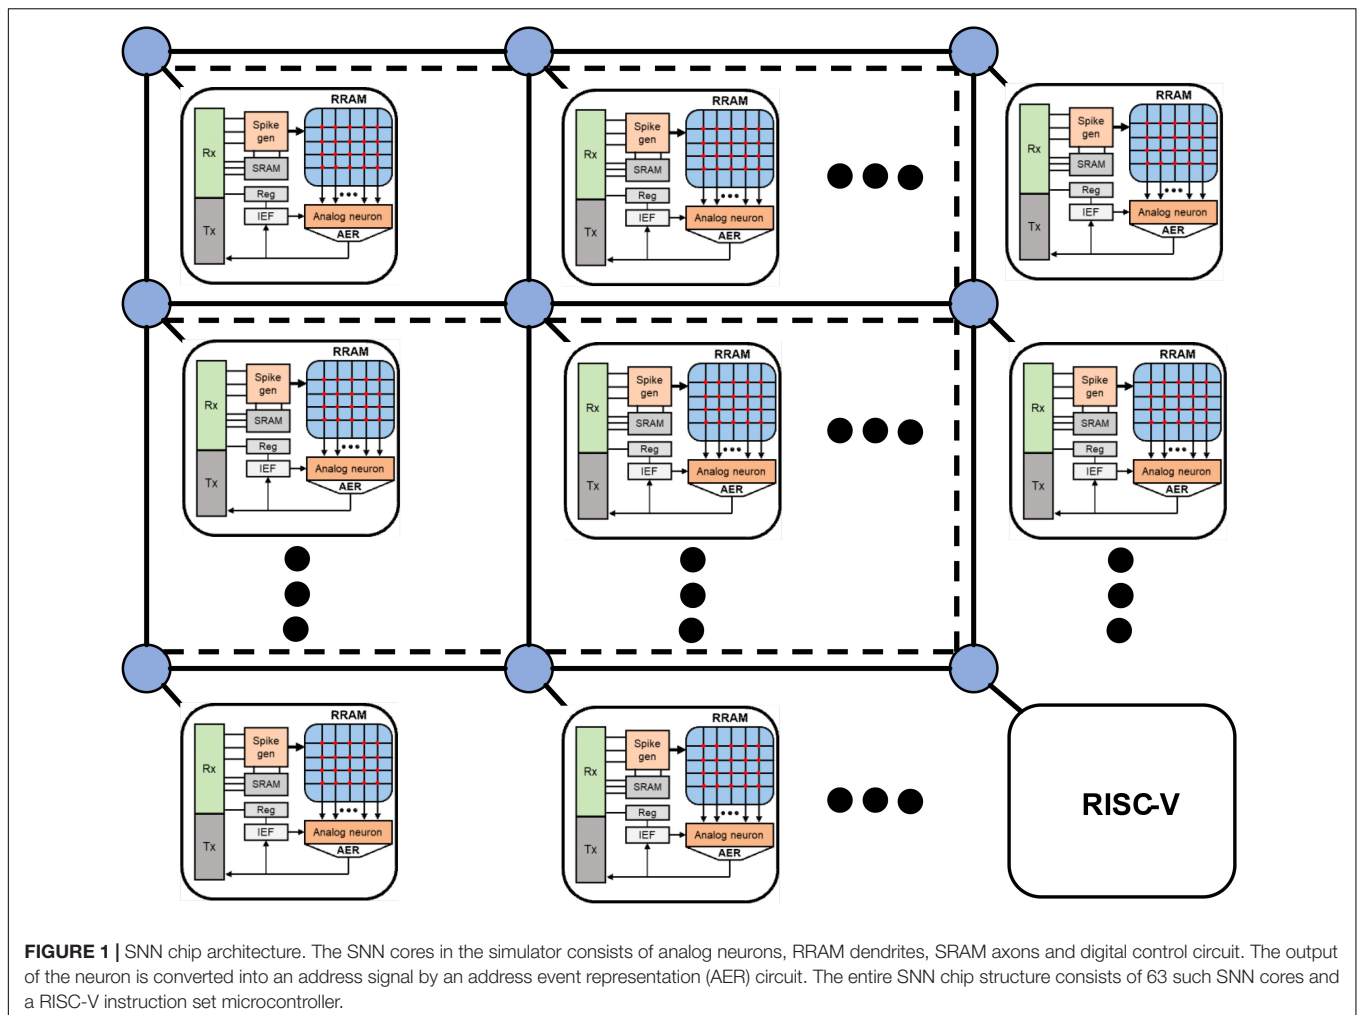 RRAM
Spike
gen
Rx
SRAM
Reg
Tx
IEF
Analog neuron
AER
RRAM
Spike
gen
Rx
SRAM
Reg
Tx
IEF
Analog neuron
AER
RRAM
Spike
gen
Rx
SRAM
Reg
Tx
IEF
Analog neuron
AER
RRAM
Spike
gen
Rx
SRAM
Reg
Tx
IEF
Analog neuron
AER
RRAM
Spike
gen
Rx
SRAM
Reg
Tx
IEF
Analog neuron
AER
RRAM
Spike
gen
Rx
SRAM
Reg
Tx
IEF
Analog neuron
AER
RRAM
Spike
gen
Rx
SRAM
Reg
Tx
IEF
Analog neuron
AER
RRAM
Spike
gen
Rx
SRAM
Reg
Tx
IEF
Analog neuron
AER
RISC-V
FIGURE 1 | SNN chip architecture. The SNN cores in the simulator consists of analog neurons, RRAM dendrites, SRAM axons and digital control circuit. The output
of the neuron is converted into an address signal by an address event representation (AER) circuit. The entire SNN chip structure consists of 63 such SNN cores and
a RISC-V instruction set microcontroller.